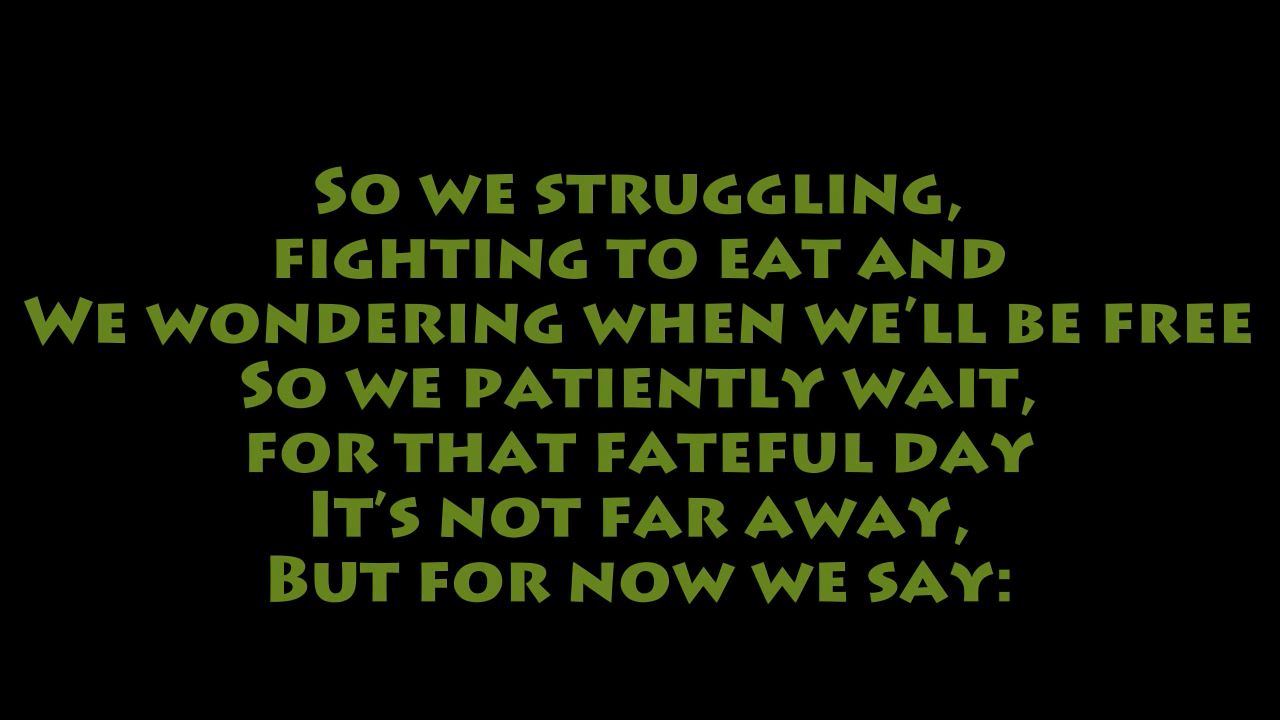 So we struggling,
fighting to eat and
We wondering when we'll be free
So we patiently wait,
for that fateful day
It's not far away,
But for now we say: